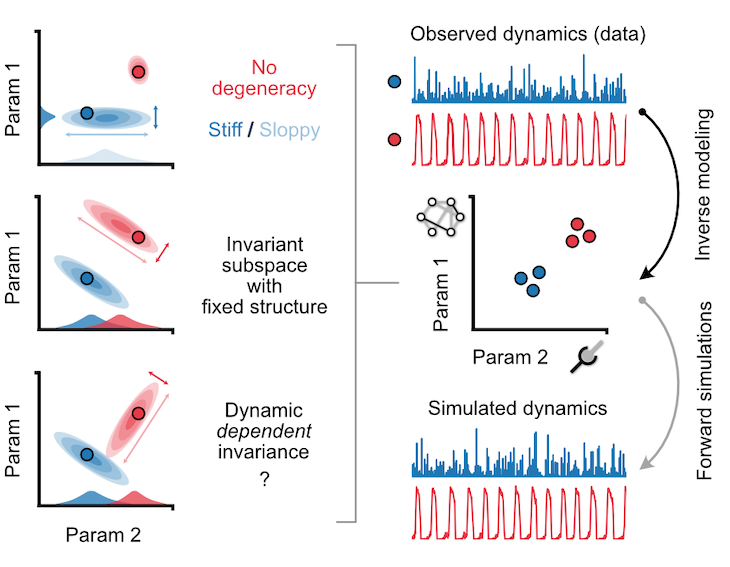 Param 1
No
degeneracy
Stiff / Sloppy
Param 1
Invariant
subspace
with
fixed structure
Param 1
Dynamic
dependent
invariance
?
Param 2
Observed dynamics (data)
Inverse modeling
Param 1
Param 2
Forward simulations
Simulated dynamics